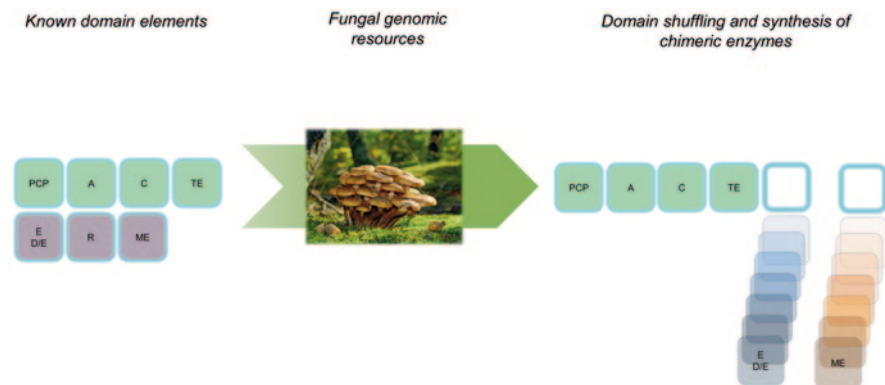 Known domain elements
Fungal genomic
resources
Domain shuffling and synthesis of
chimeric enzymes
PCP A C TE
E
D/E R ME
PCP A C TE
E
D/E
ME